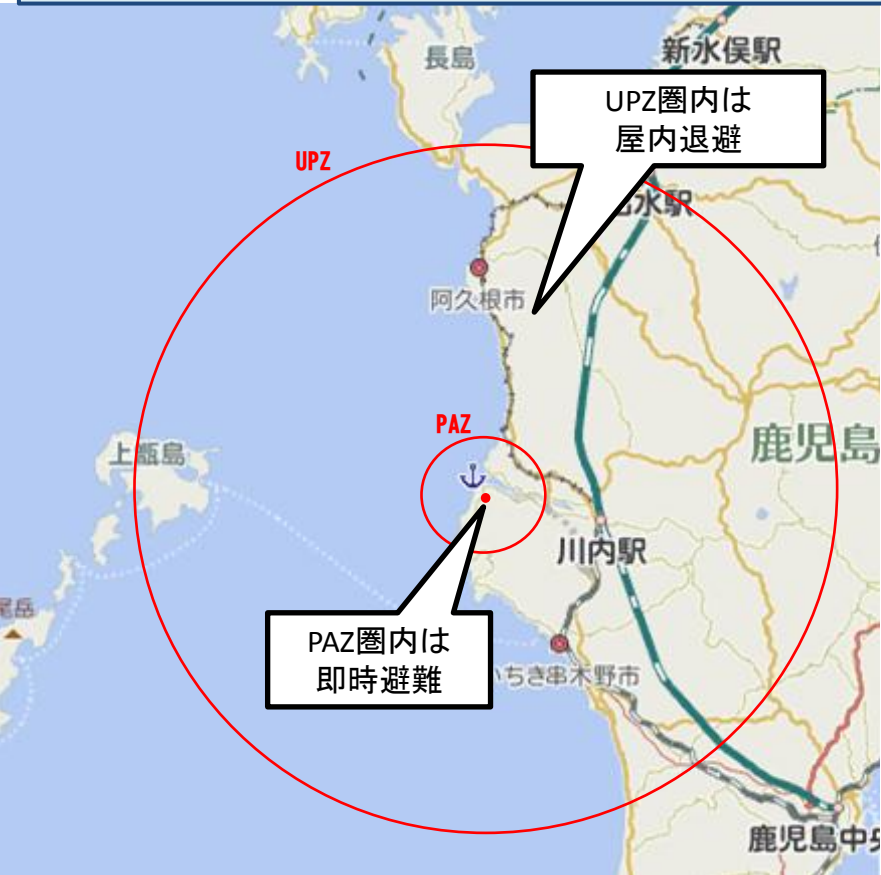 長島
新水俣駅
UPZ圏内は
屋内退避
UPZ
水駅
阿久根市
PAZ
上甑島
鹿児島
川内駅
尾岳
PAZ圏内は
即時避難
いちき串木野市
鹿児島中央